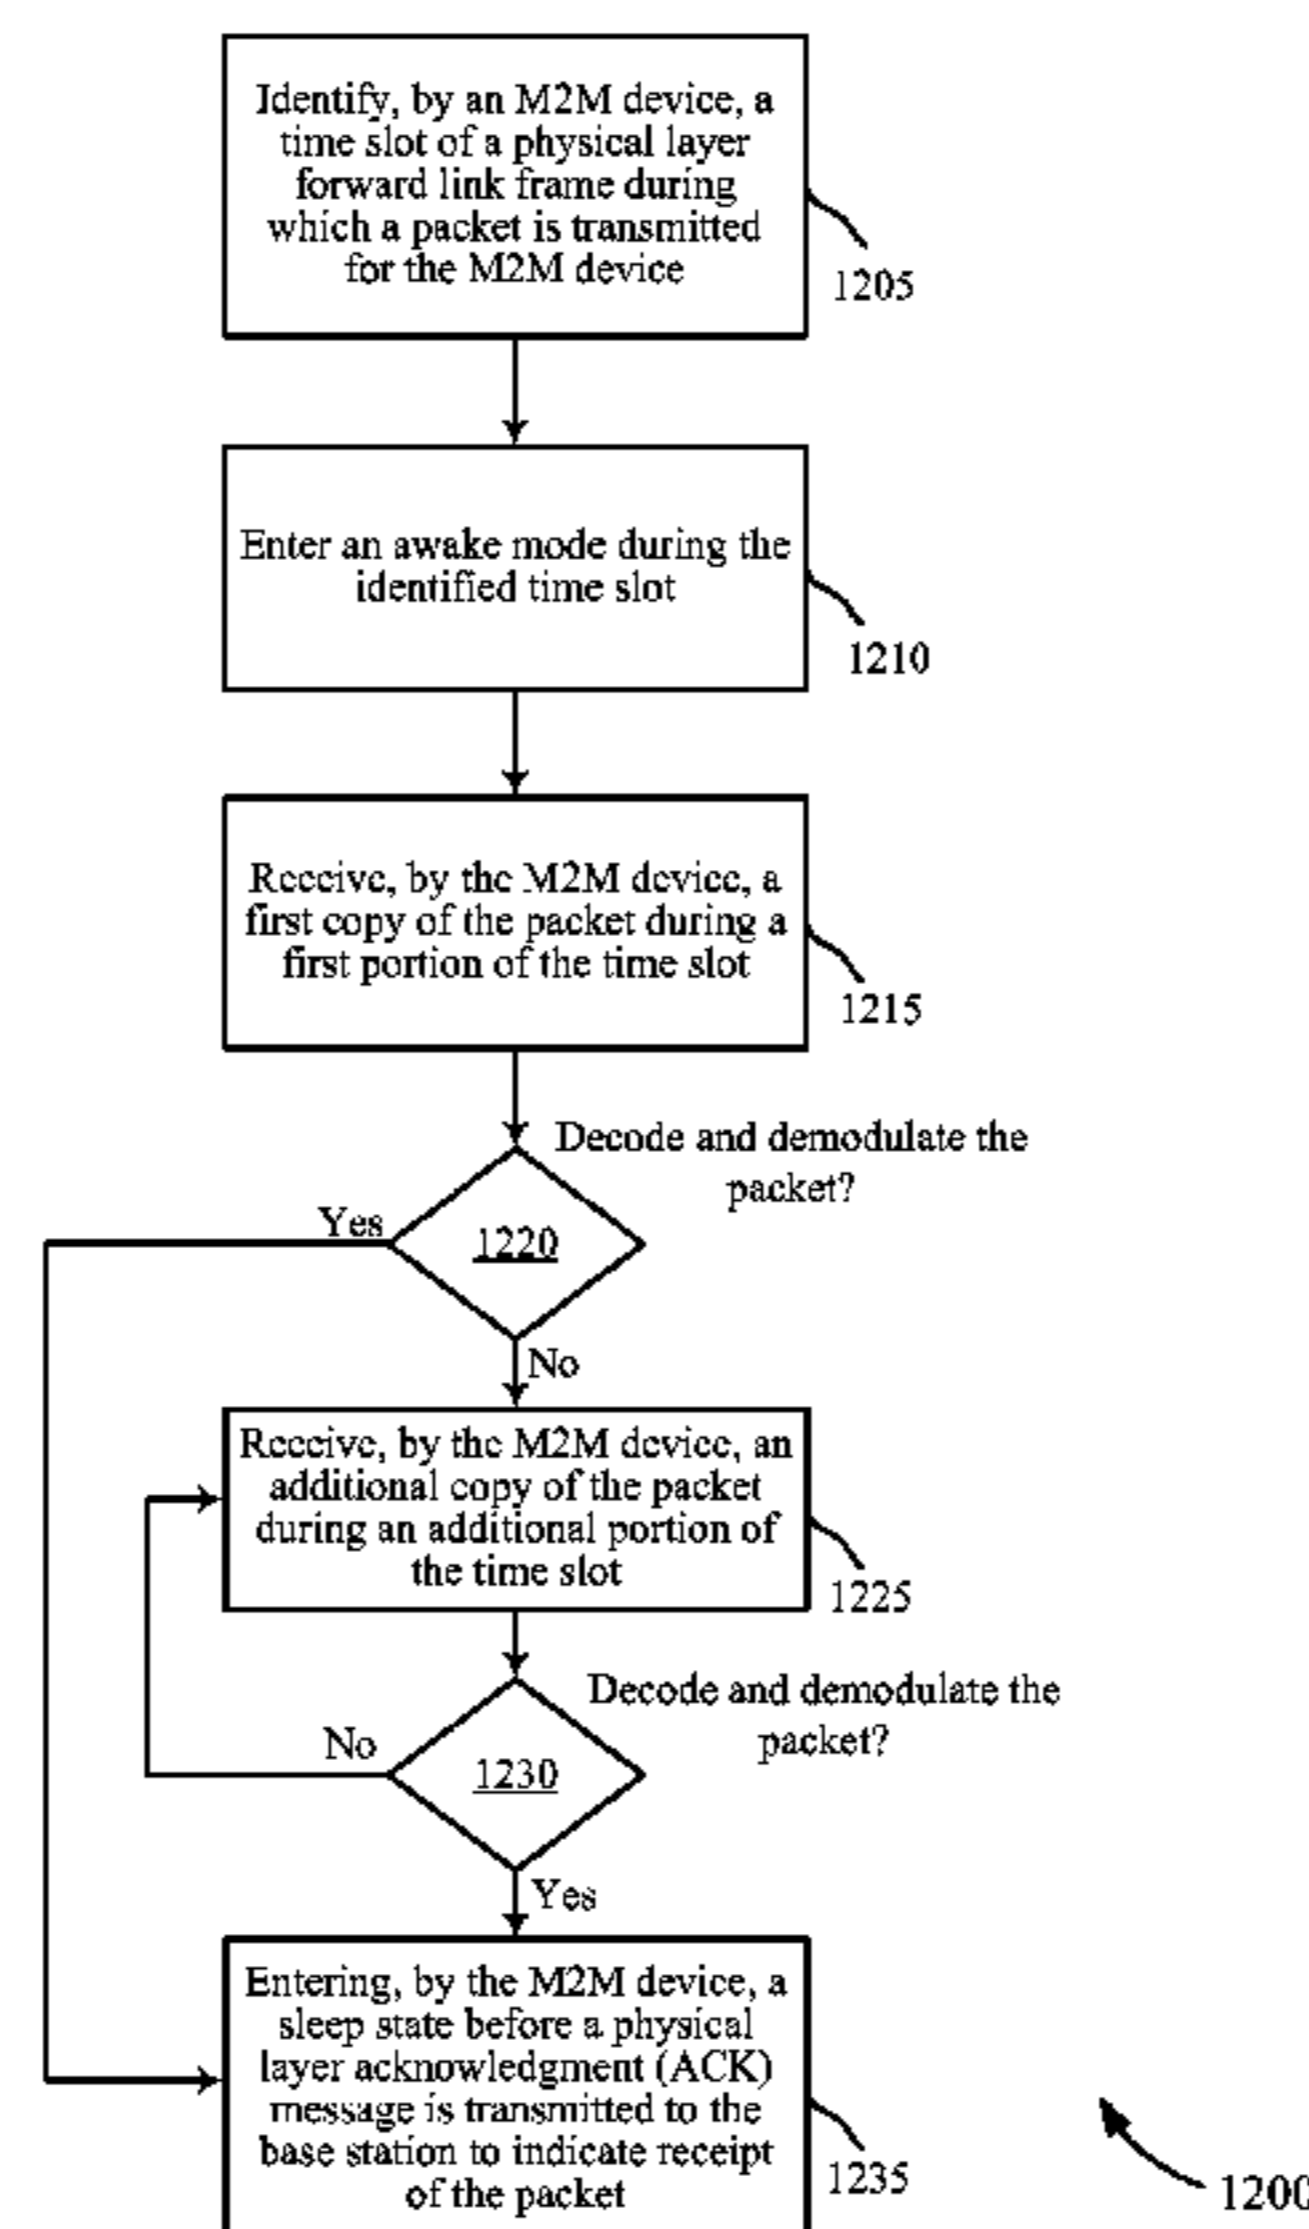 Identify, by an M2M device, a
time slot of a physical layer
forward link frame during
which a packet is transmitted
for the M2M device
1205
Enter an awake mode during the
identified time slot
1210
Receive, by the M2M device, a
first copy of the packet during a
first portion of the time slot
1215
Decode and demodulate the
packet?
Yes
1220
No
Receive, by the M2M device, an
additional copy of the packet
during an additional portion of
the time slot
1225
Decode and demodulate the
packet?
No
1230
Yes
Entering, by the M2M device, a
sleep state before a physical
layer acknowledgment (ACK)
message is transmitted to the
base station to indicate receipt
of the packet
1235
1200